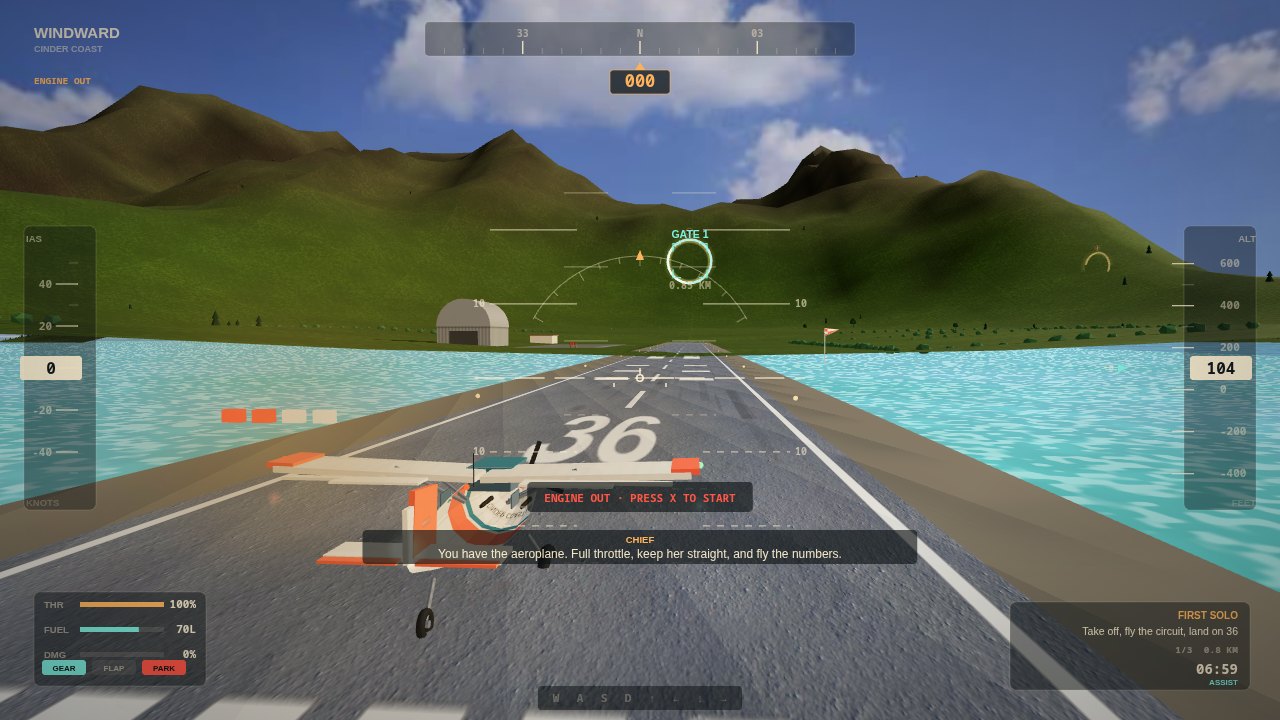 WINDWARD
CINDER COAST
ENGINE OUT
33 N 03
000
GATE 1
0.85 KM
IAS
40
20
0
-20
-40
KNOTS
10 10
10 10
36
ALT
600
400
200
104
0
-200
-400
FEET
ENGINE OUT · PRESS X TO START
CHIEF
You have the aeroplane. Full throttle, keep her straight, and fly the numbers.
THR 100%
FUEL 70L
DMG 0%
GEAR FLAP PARK
W A S D ↑ ← ↓ →
FIRST SOLO
Take off, fly the circuit, land on 36
1/3 0.8 KM
06:59
ASSIST